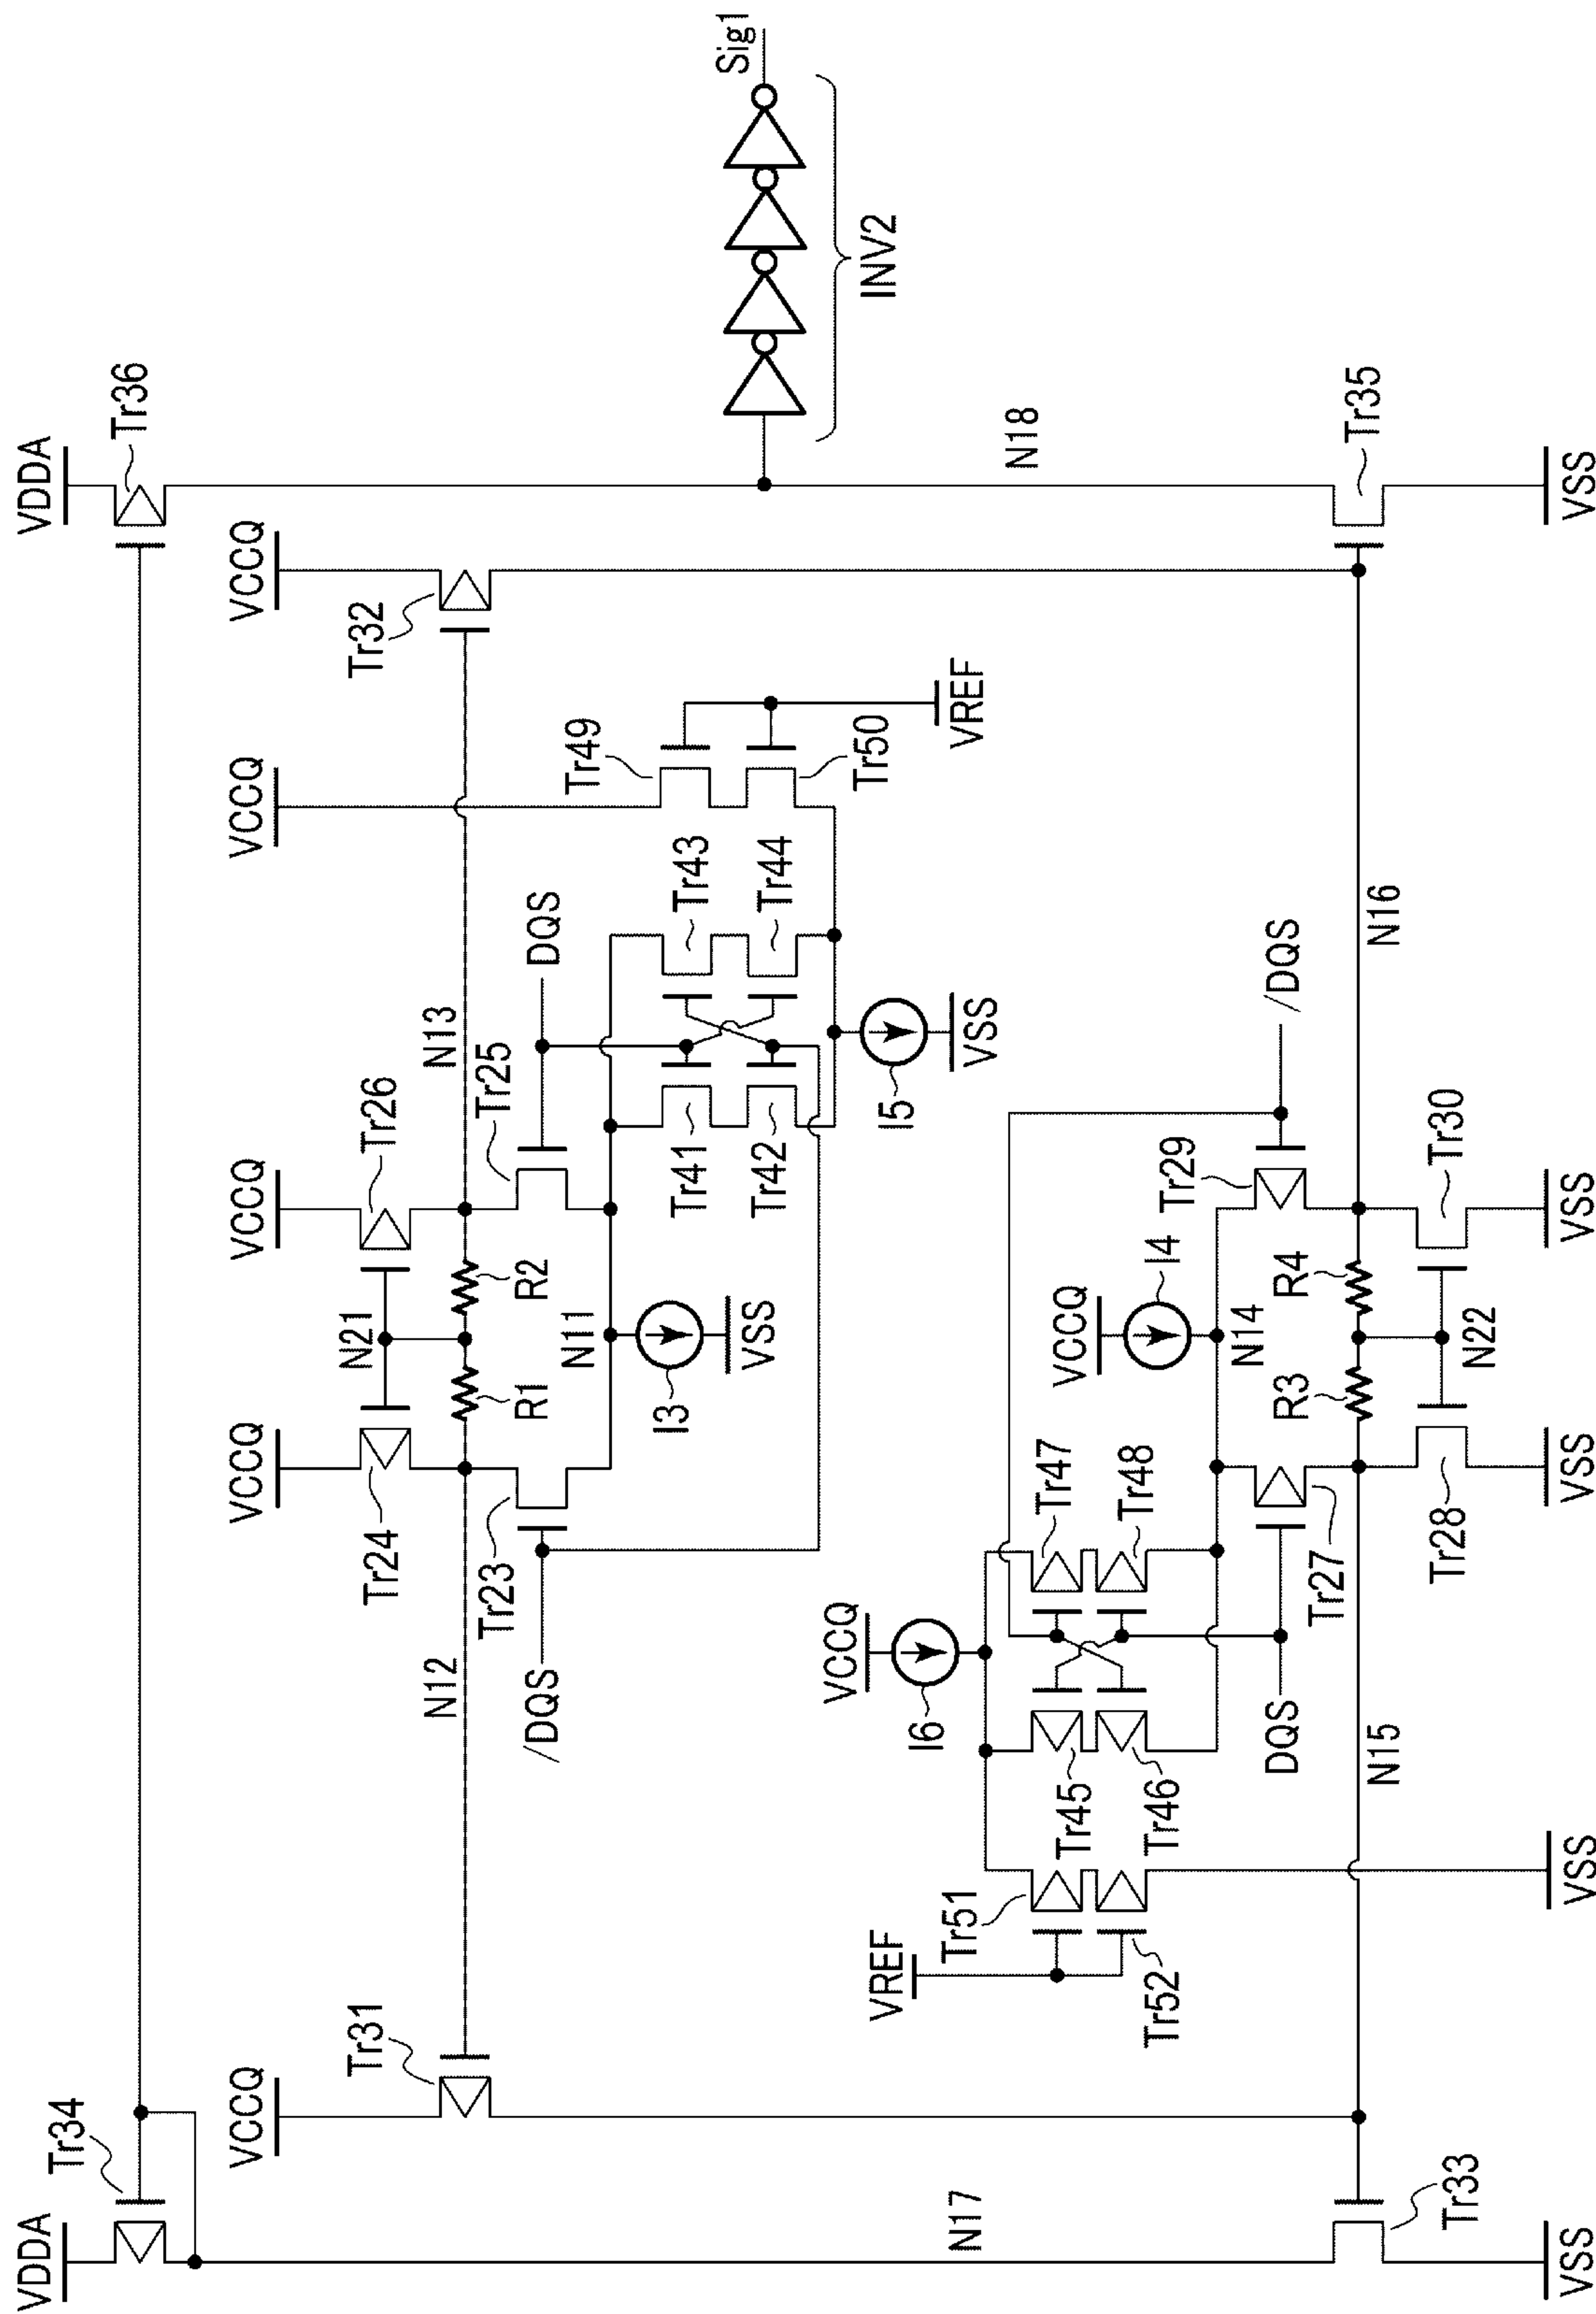 VDDA
Tr34
VDDA
Tr36
VCCQ
Tr31
VCCQ
Tr24
N21
VCCQ
Tr26
VCCQ
VCCQ
Tr32
N12
R1
R2
N13
/DQS
Tr23
N11
Tr25
DQS
I3
VSS
Tr41
Tr42
Tr43
Tr44
Tr49
Tr50
VREF
I5
VSS
Sig1
INV2
VREF
Tr51
Tr52
VCCQ
I6
Tr45
Tr46
Tr47
Tr48
VCCQ
I4
N14
DQS
Tr27
Tr29
/DQS
N17
N15
R3
R4
N16
N18
Tr33
VSS
VSS
Tr28
VSS
N22
Tr30
VSS
Tr35
VSS